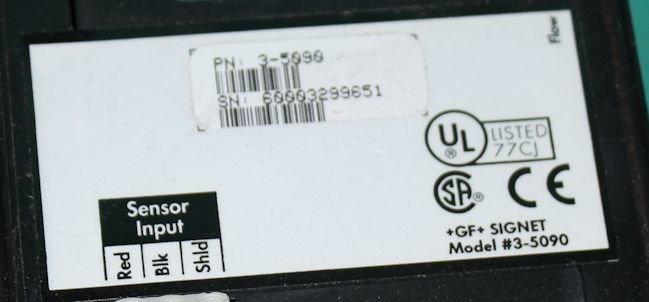 Flow
PN: 3-5090
SN: 60003299651
UL
®
LISTED
77CJ
SA
®
CE
+GF+ SIGNET
Model #3-5090
Sensor
Input
Red
Blk
Shld